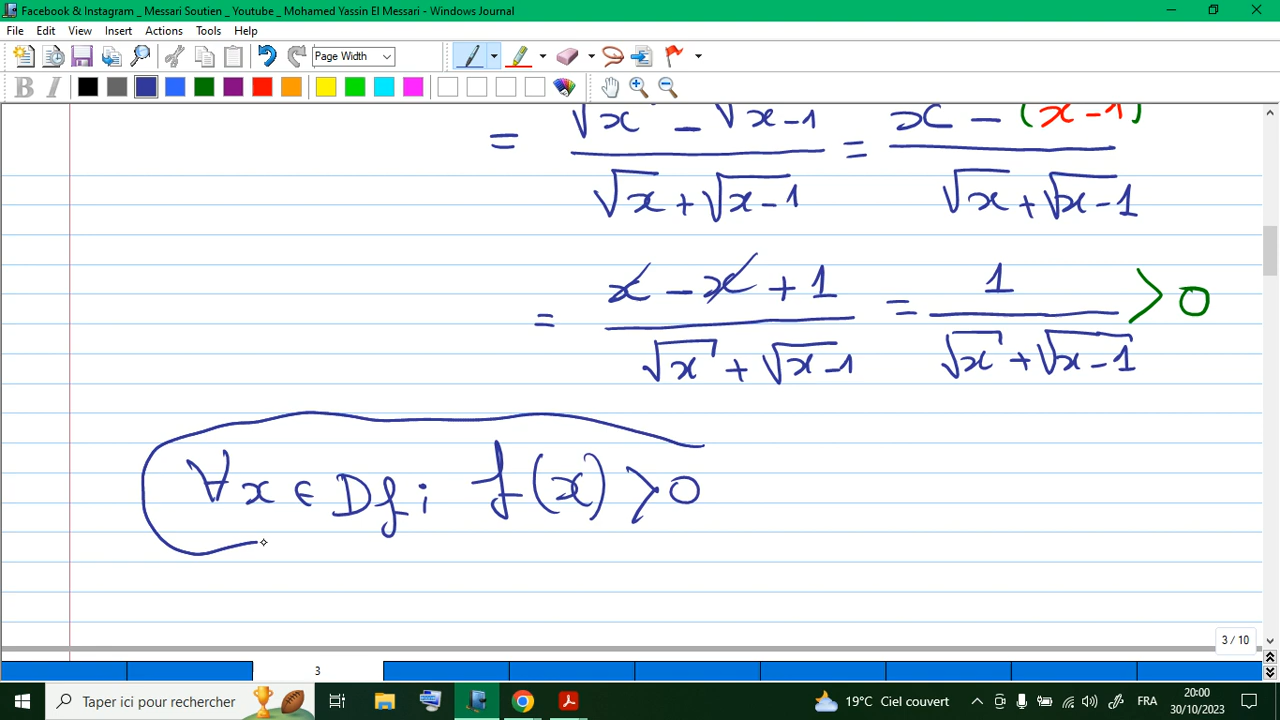 Facebook & Instagram _ Messari Soutien _ Youtube _ Mohamed Yassin El Messari - Windows Journal
File Edit View Insert Actions Tools Help
Page Width
B I
= (√x² - √x-1)/(√x + √x-1) = (x - (x-1))/(√x + √x-1)
= (x - x + 1)/(√x + √x-1) = 1/(√x + √x-1) > 0
∀x ∈ Df ; f(x) > 0
3 / 10
3
Taper ici pour rechercher
19°C Ciel couvert
FRA
20:00
30/10/2023